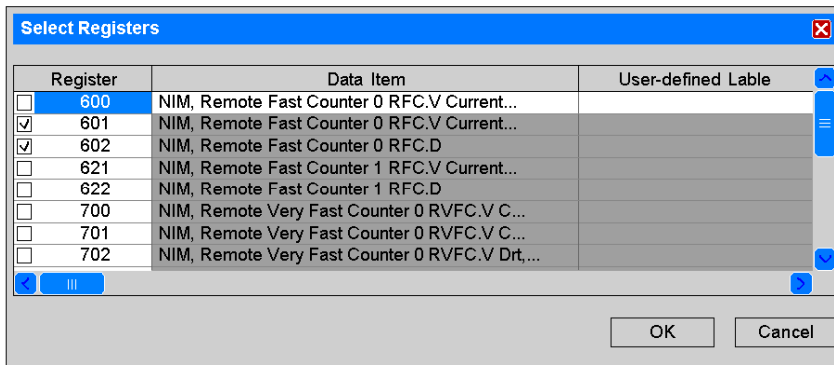 Select Registers
Register Data Item User-defined Lable
600 NIM, Remote Fast Counter 0 RFC.V Current...
601 NIM, Remote Fast Counter 0 RFC.V Current...
602 NIM, Remote Fast Counter 0 RFC.D
621 NIM, Remote Fast Counter 1 RFC.V Current...
622 NIM, Remote Fast Counter 1 RFC.D
700 NIM, Remote Very Fast Counter 0 RVFC.V C...
701 NIM, Remote Very Fast Counter 0 RVFC.V C...
702 NIM, Remote Very Fast Counter 0 RVFC.V Drt,...
OK Cancel